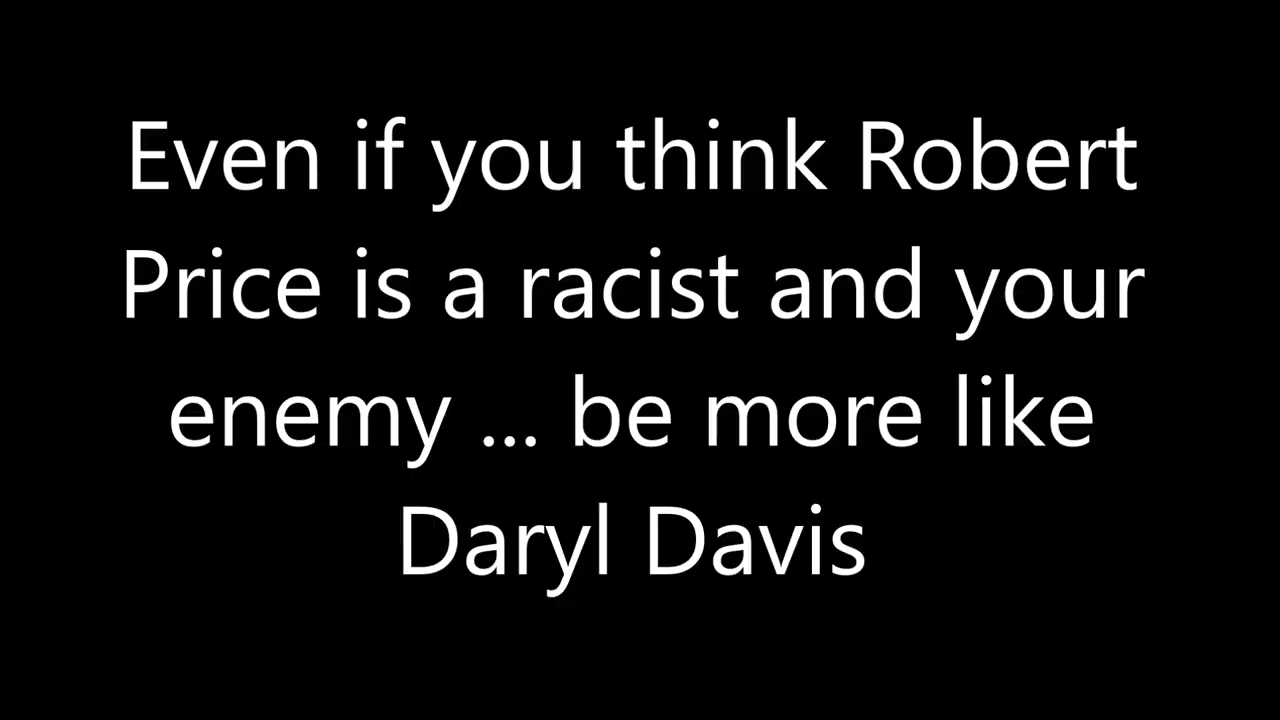 Even if you think Robert
Price is a racist and your
enemy ... be more like
Daryl Davis